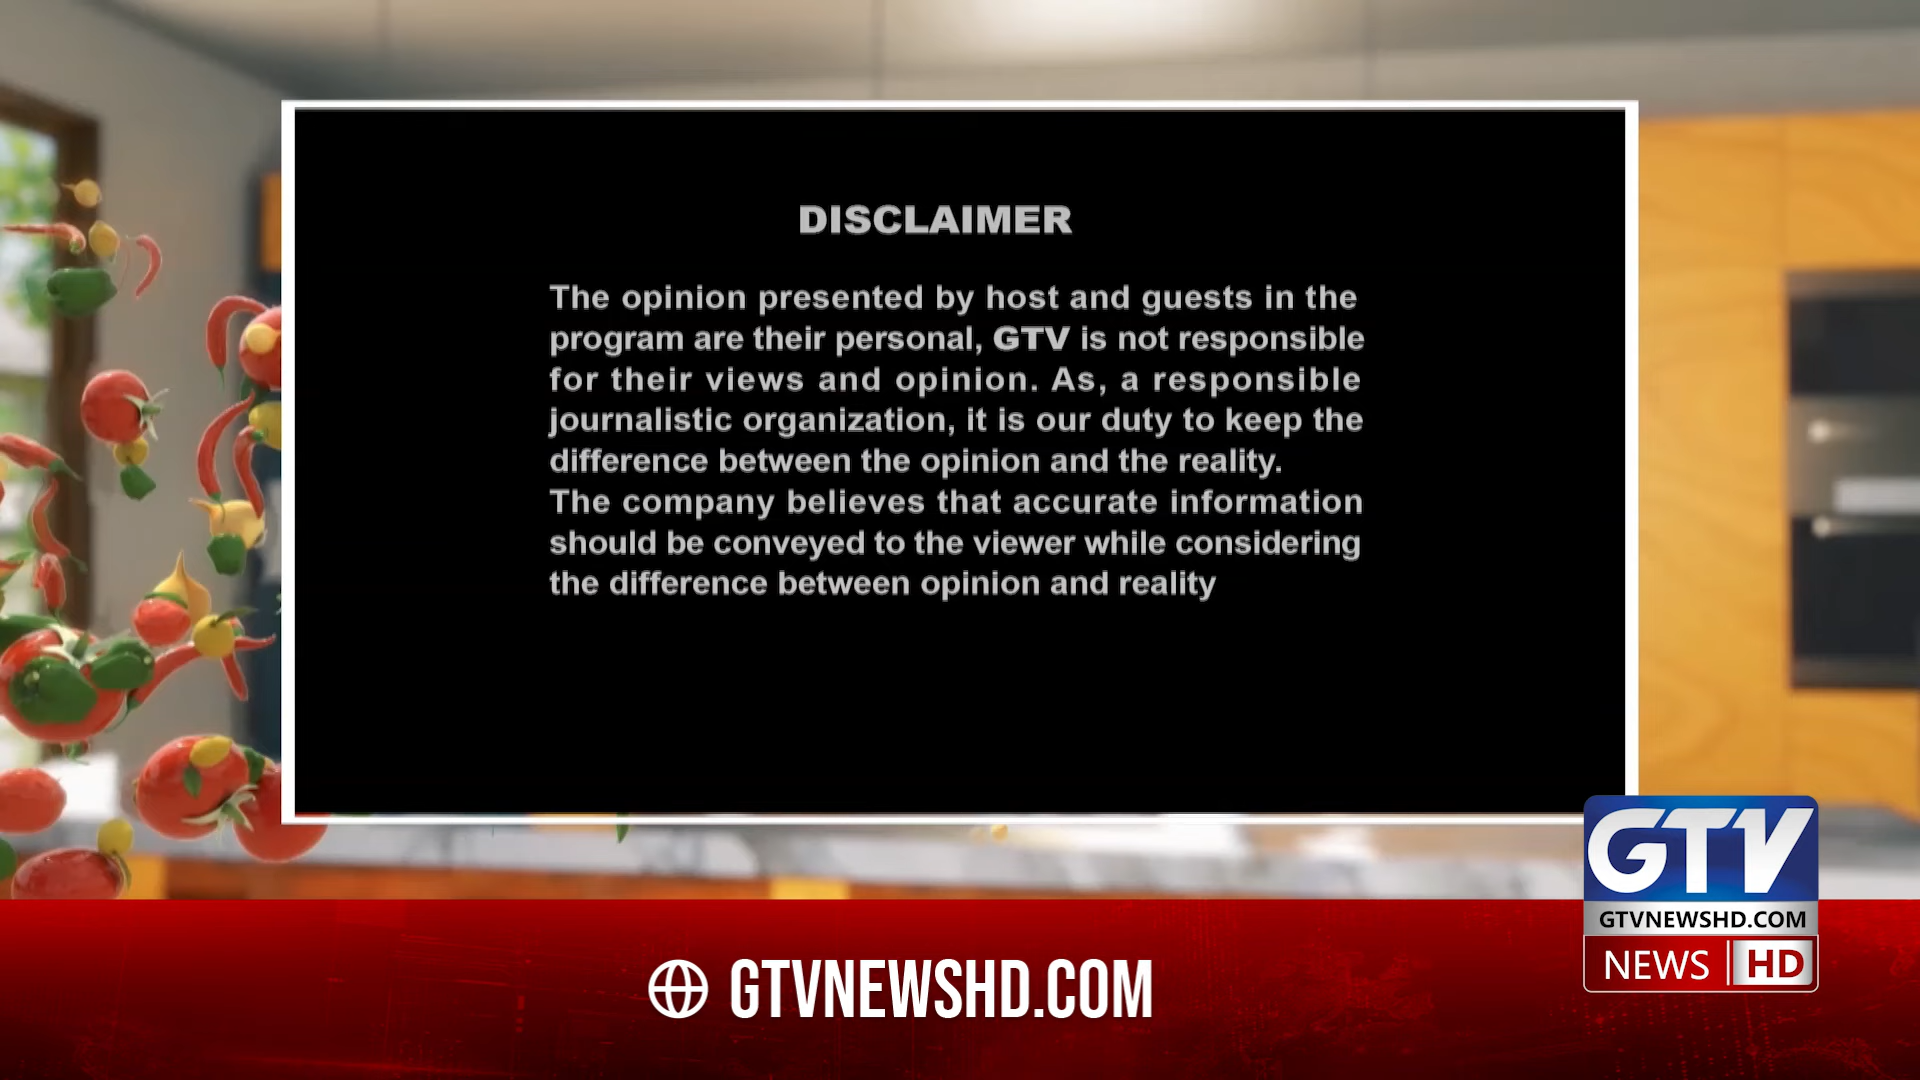 DISCLAIMER
The opinion presented by host and guests in the
program are their personal, GTV is not responsible
for their views and opinion. As, a responsible
journalistic organization, it is our duty to keep the
difference between the opinion and the reality.
The company believes that accurate information
should be conveyed to the viewer while considering
the difference between opinion and reality
GTV
GTVNEWSHD.COM
NEWS HD
GTVNEWSHD.COM